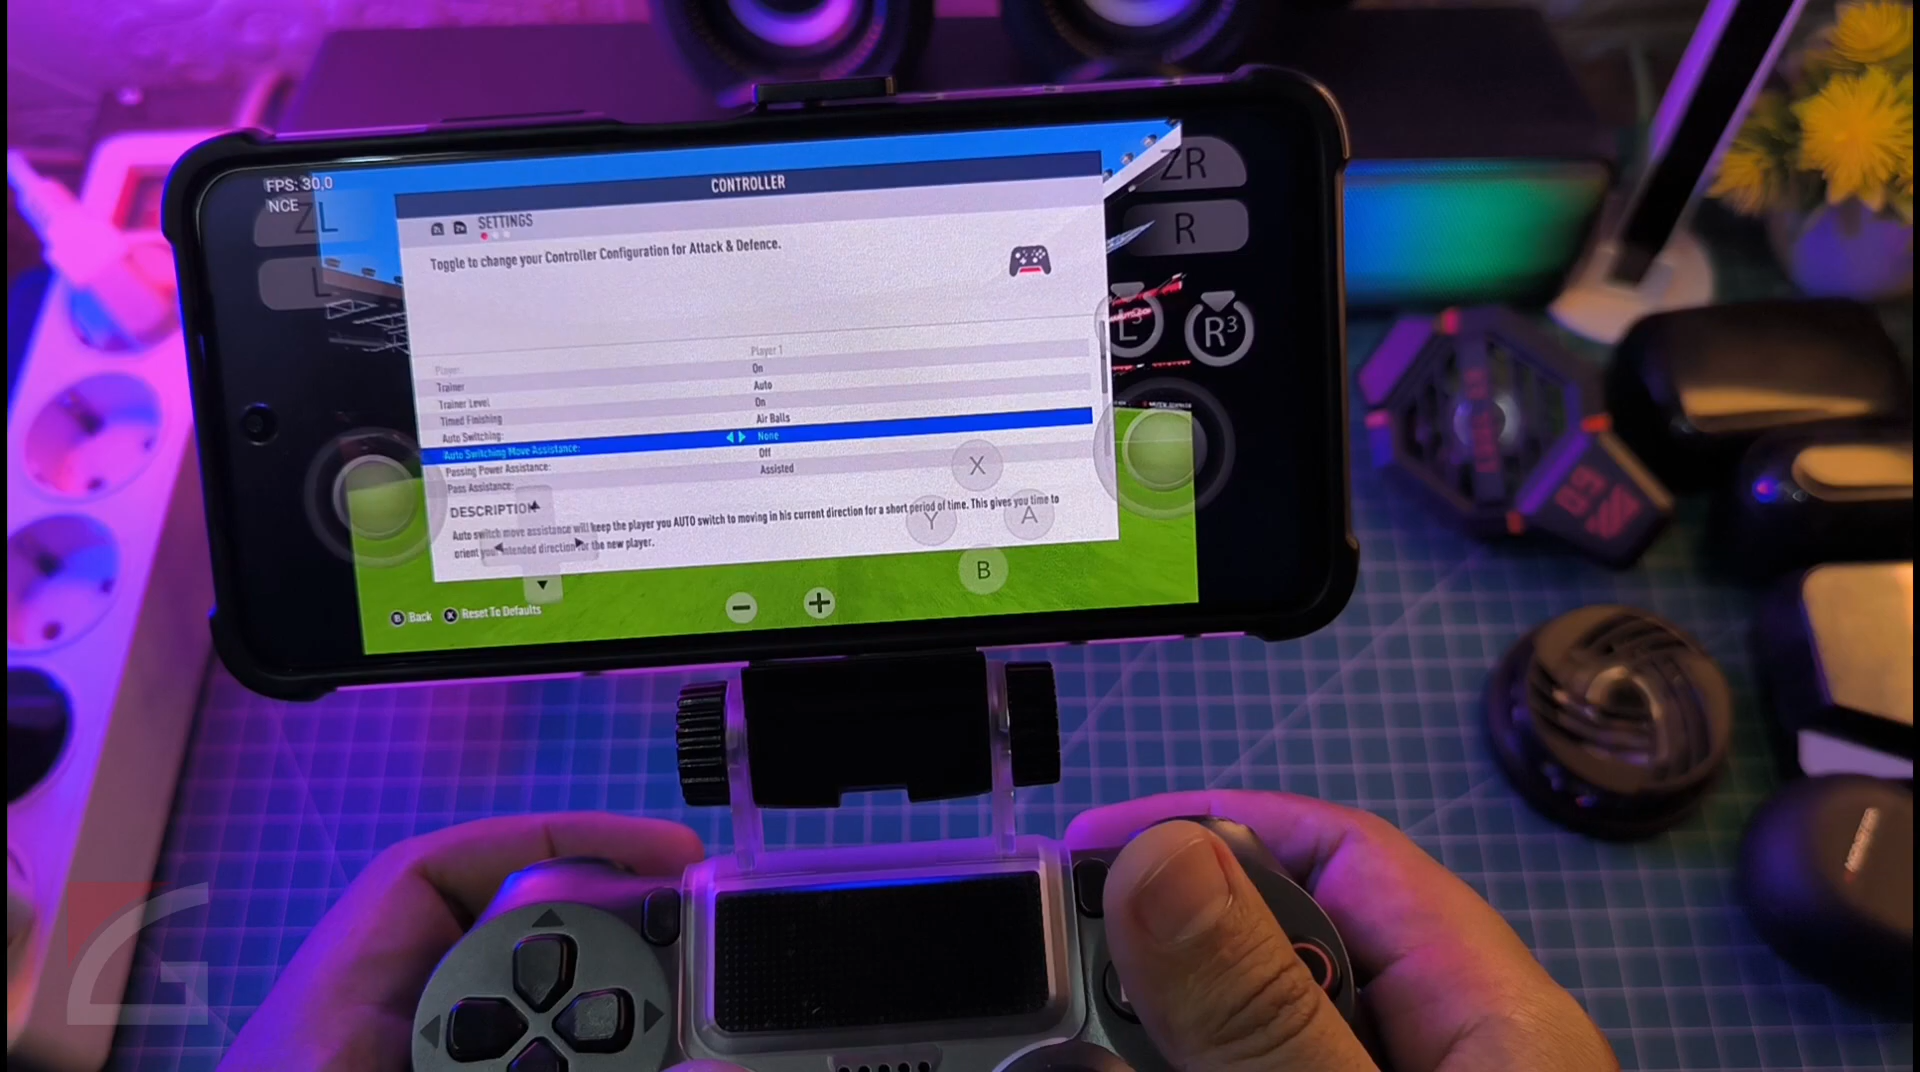 FPS: 30,0
NCE
ZL
L
ZR
R
L3
R3
CONTROLLER
SETTINGS
Toggle to change your Controller Configuration for Attack & Defence.
Player: Player 1
Trainer On
Trainer Level Auto
Timed Finishing On
Auto Switching: Air Balls
Auto Switching Move Assistance: None
Passing Power Assistance: Off
Pass Assistance: Assisted
DESCRIPTION
Auto switch move assistance will keep the player you AUTO switch to moving in his current direction for a short period of time. This gives you time to
orient your intended direction for the new player.
X
Y
A
B
B Back X Reset To Defaults
− +